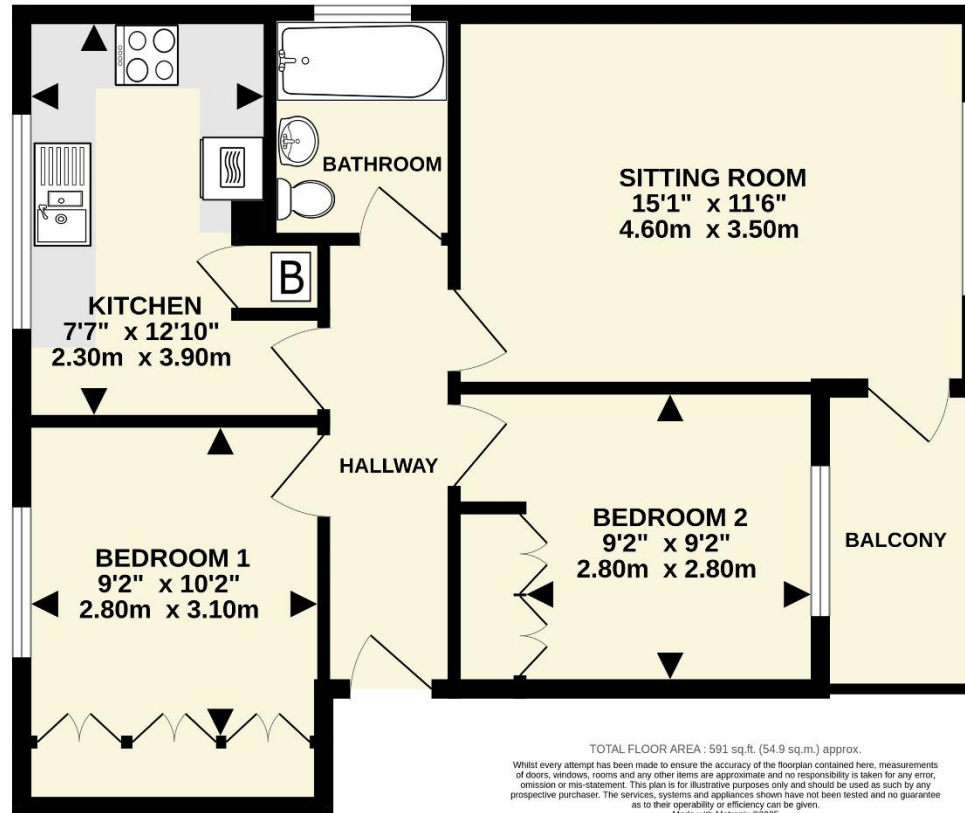 BATHROOM
SITTING ROOM
15'1" x 11'6"
4.60m x 3.50m
B
KITCHEN
7'7" x 12'10"
2.30m x 3.90m
HALLWAY
BEDROOM 1
9'2" x 10'2"
2.80m x 3.10m
BEDROOM 2
9'2" x 9'2"
2.80m x 2.80m
BALCONY
TOTAL FLOOR AREA : 591 sq.ft. (54.9 sq.m.) approx.
Whilst every attempt has been made to ensure the accuracy of the floorplan contained here, measurements
of doors, windows, rooms and any other items are approximate and no responsibility is taken for any error,
omission or mis-statement. This plan is for illustrative purposes only and should be used as such by any
prospective purchaser. The services, systems and appliances shown have not been tested and no guarantee
as to their operability or efficiency can be given.
Made with Metropix ©2025